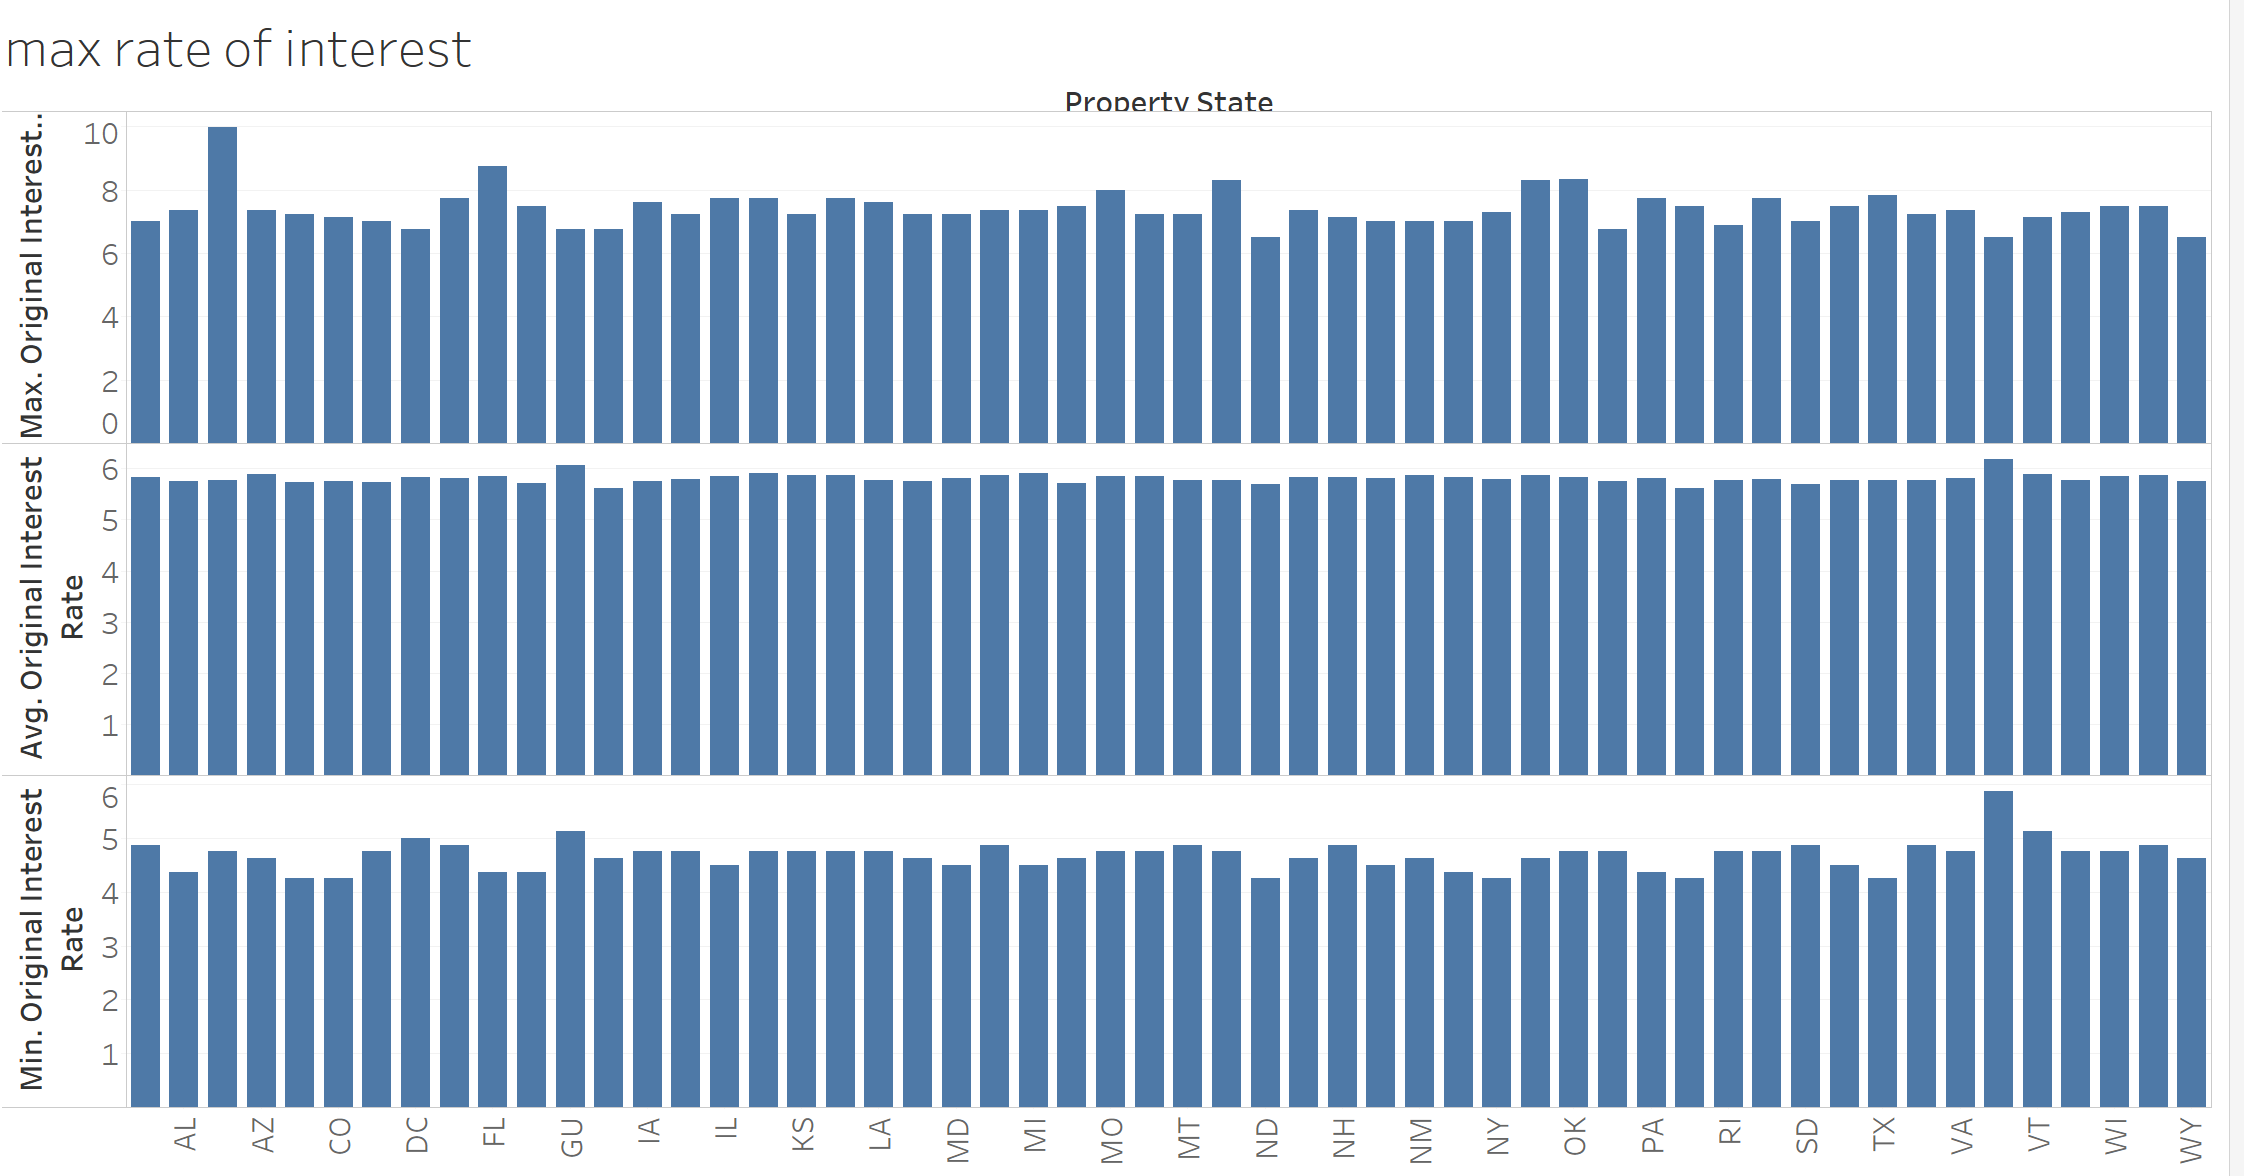 max rate of interest
Property State
Max. Original Interest..
10
8
6
4
2
0
Avg. Original Interest
Rate
6
5
4
3
2
1
Min. Original Interest
Rate
6
5
4
3
2
1
AL AZ CO DC FL GU IA IL KS LA MD MI MO MT ND NH NM NY OK PA RI SD TX VA VT WI WY